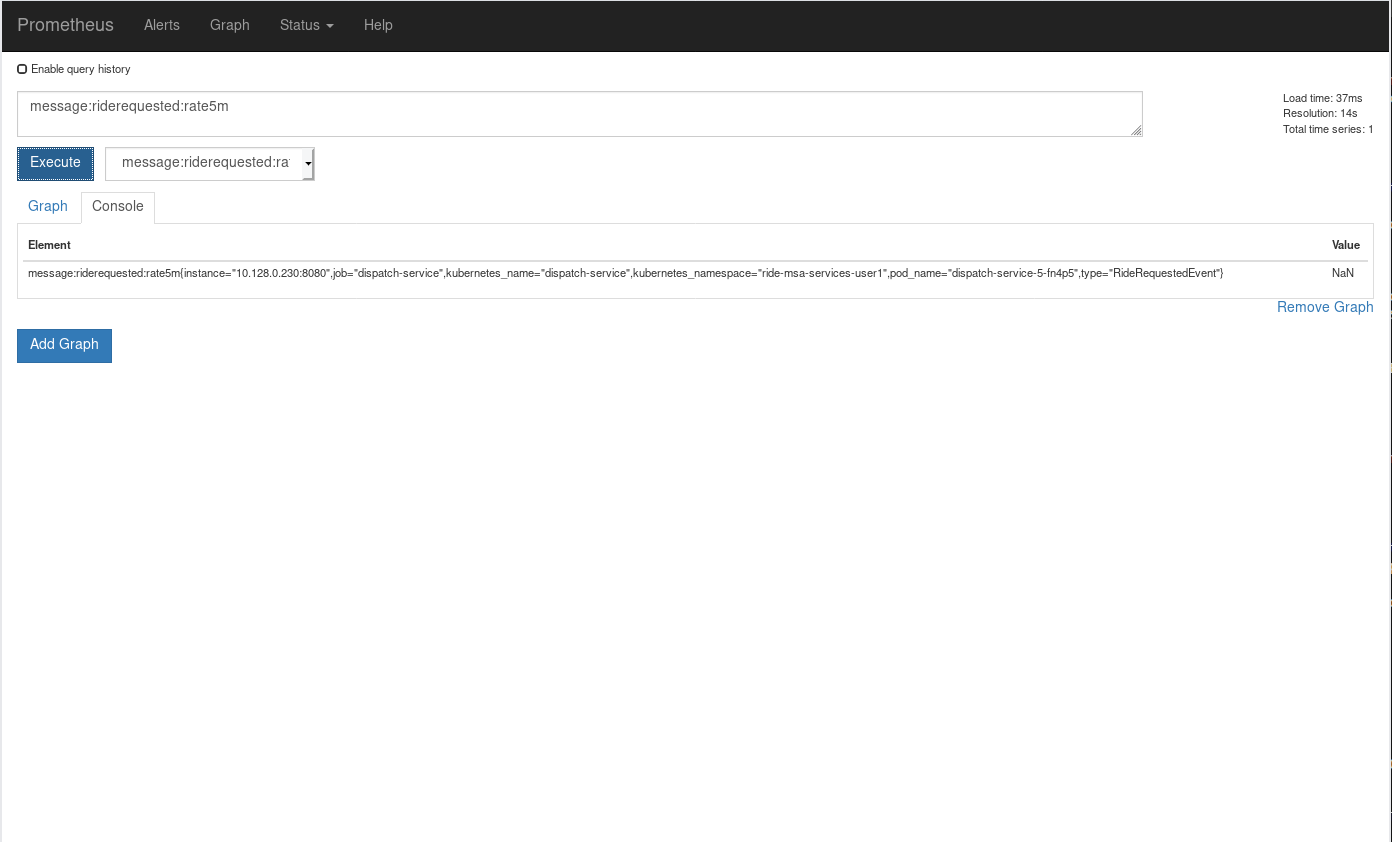 Prometheus Alerts Graph Status Help
Enable query history
message:riderequested:rate5m
Load time: 37ms
Resolution: 14s
Total time series: 1
Execute message:riderequested:ra
Graph Console
Element Value
message:riderequested:rate5m{instance="10.128.0.230:8080",job="dispatch-service",kubernetes_name="dispatch-service",kubernetes_namespace="ride-msa-services-user1",pod_name="dispatch-service-5-fn4p5",type="RideRequestedEvent"} NaN
Remove Graph
Add Graph